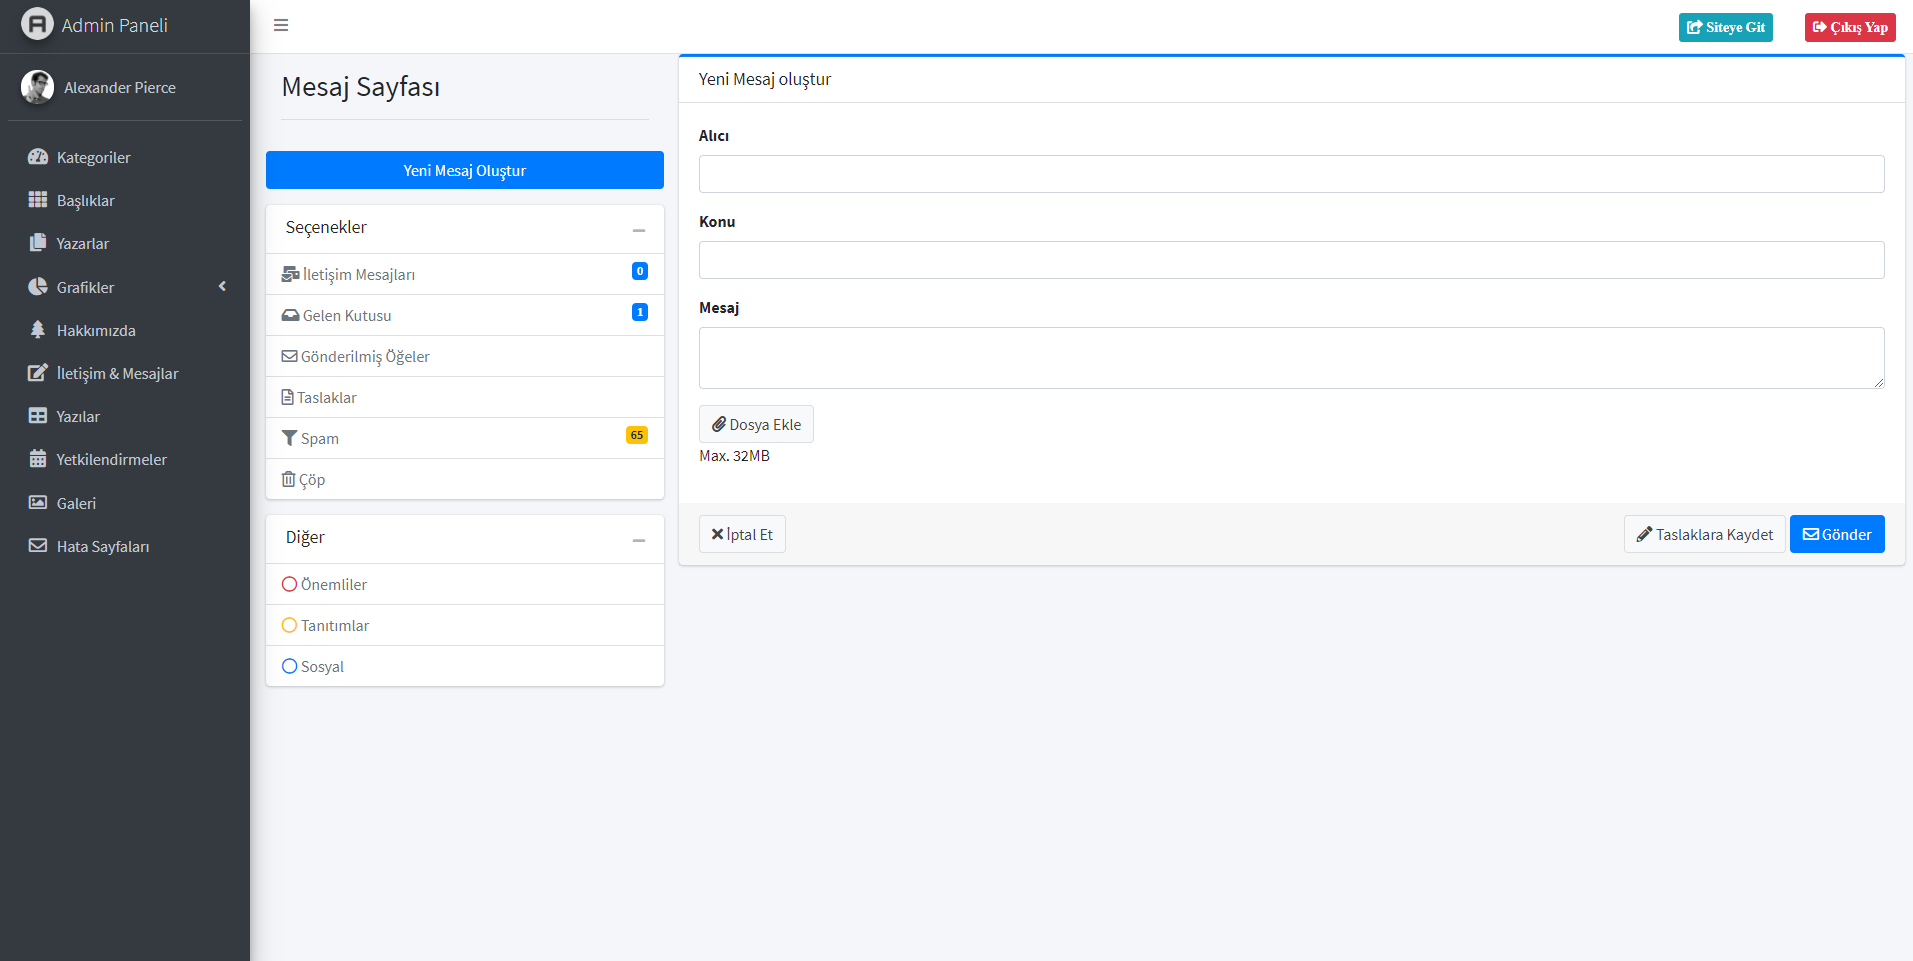 Admin Paneli
Alexander Pierce
Kategoriler
Başlıklar
Yazarlar
Grafikler
Hakkımızda
İletişim & Mesajlar
Yazılar
Yetkilendirmeler
Galeri
Hata Sayfaları
Siteye Git
Çıkış Yap
Mesaj Sayfası
Yeni Mesaj Oluştur
Seçenekler
İletişim Mesajları 0
Gelen Kutusu 1
Gönderilmiş Öğeler
Taslaklar
Spam 65
Çöp
Diğer
Önemliler
Tanıtımlar
Sosyal
Yeni Mesaj oluştur
Alıcı
Konu
Mesaj
Dosya Ekle
Max. 32MB
İptal Et
Taslaklara Kaydet
Gönder